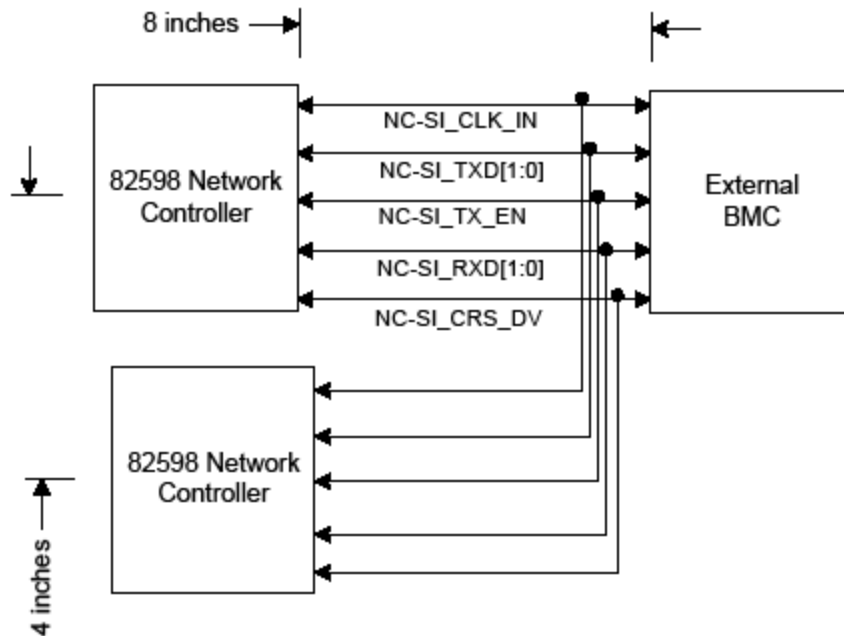 8 inches
82598 Network
Controller
NC-SI_CLK_IN
NC-SI_TXD[1:0]
NC-SI_TX_EN
NC-SI_RXD[1:0]
NC-SI_CRS_DV
External
BMC
82598 Network
Controller
4 inches